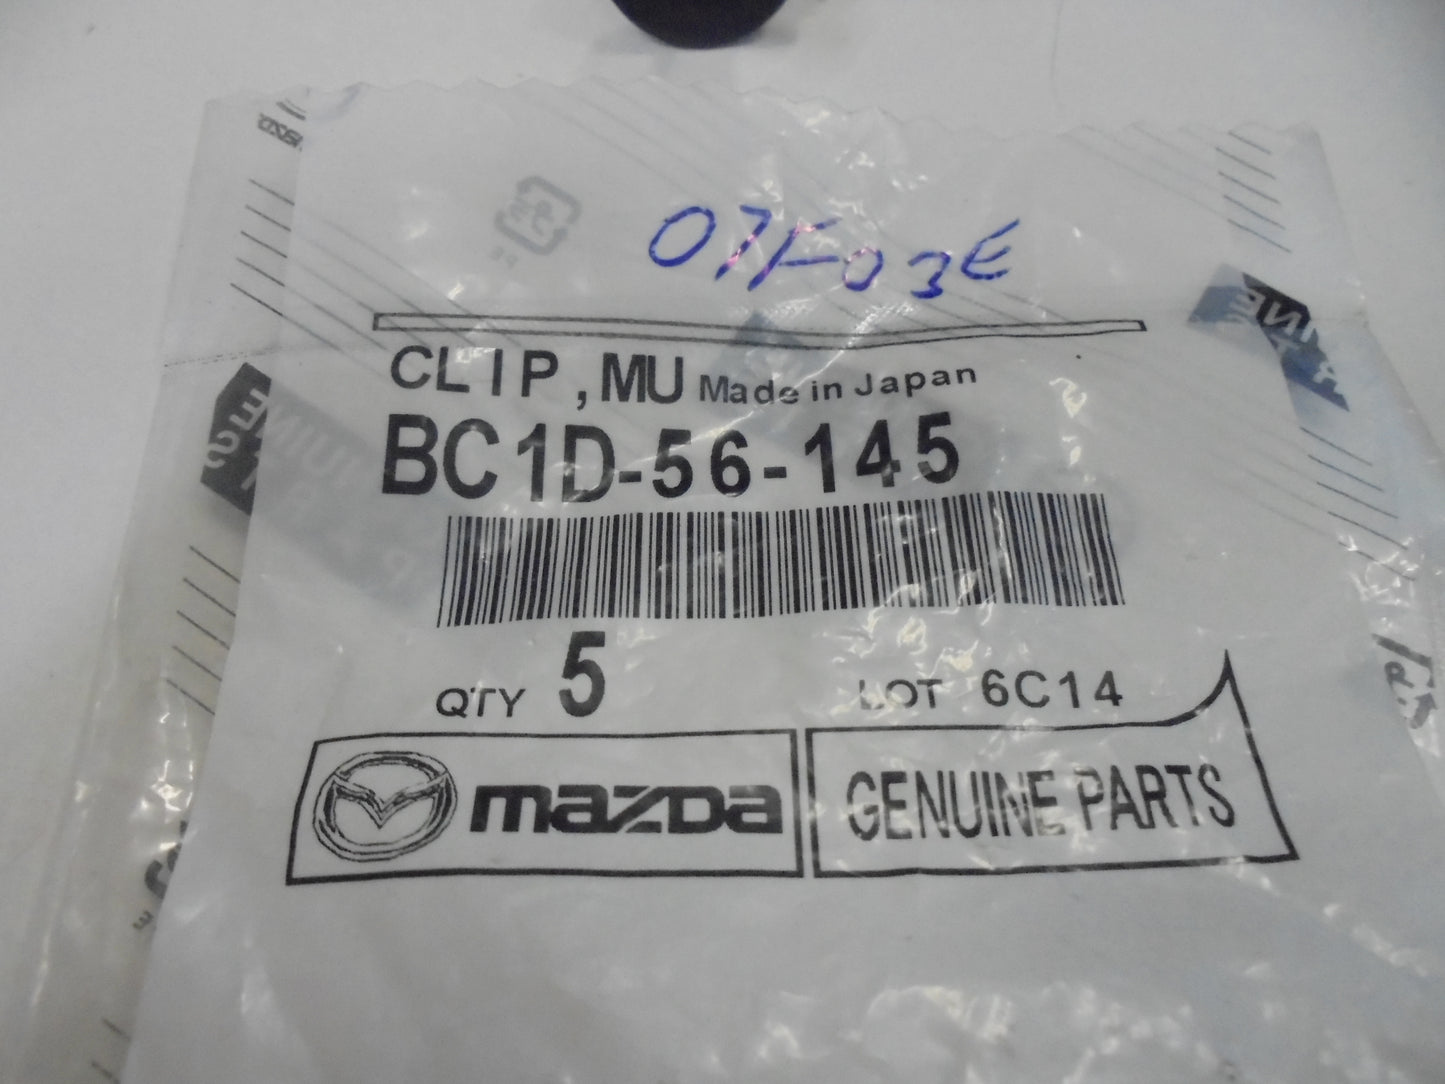 07F03E
CLIP, MU Made in Japan
BC1D-56-145
QTY 5
LOT 6C14
mazda
GENUINE PARTS